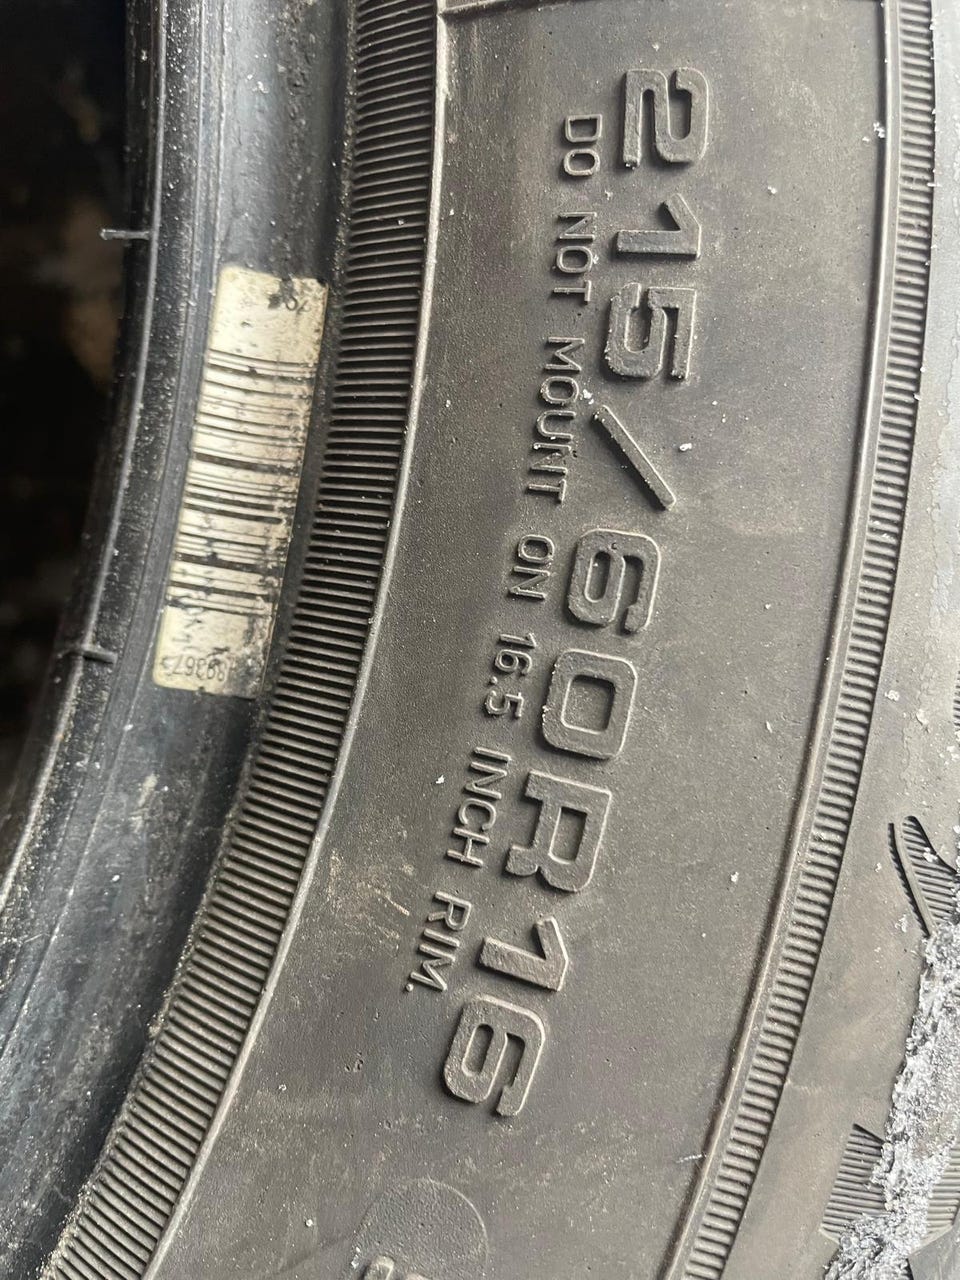 215/60R16
DO NOT MOUNT ON 16.5 INCH RIM.